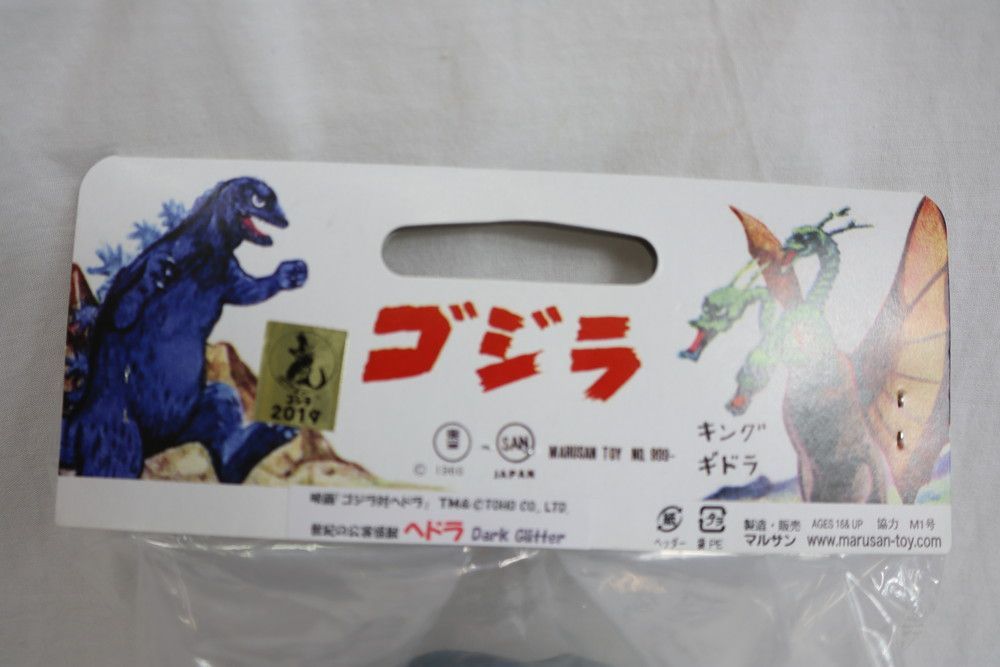 ゴジラ
ゴジラ
2019
SAN
JAPAN
MARUSAN TOY NO.
キング
ギドラ
映画「ゴジラ対ヘドラ」 TM&©TOHO CO., LTD.
世紀の公害怪獣 ヘドラ Dark Glitter
紙
ヘッダー
プラ
袋 PE
製造・販売 AGES 15& UP 協力 M1号
マルサン www.marusan-toy.com